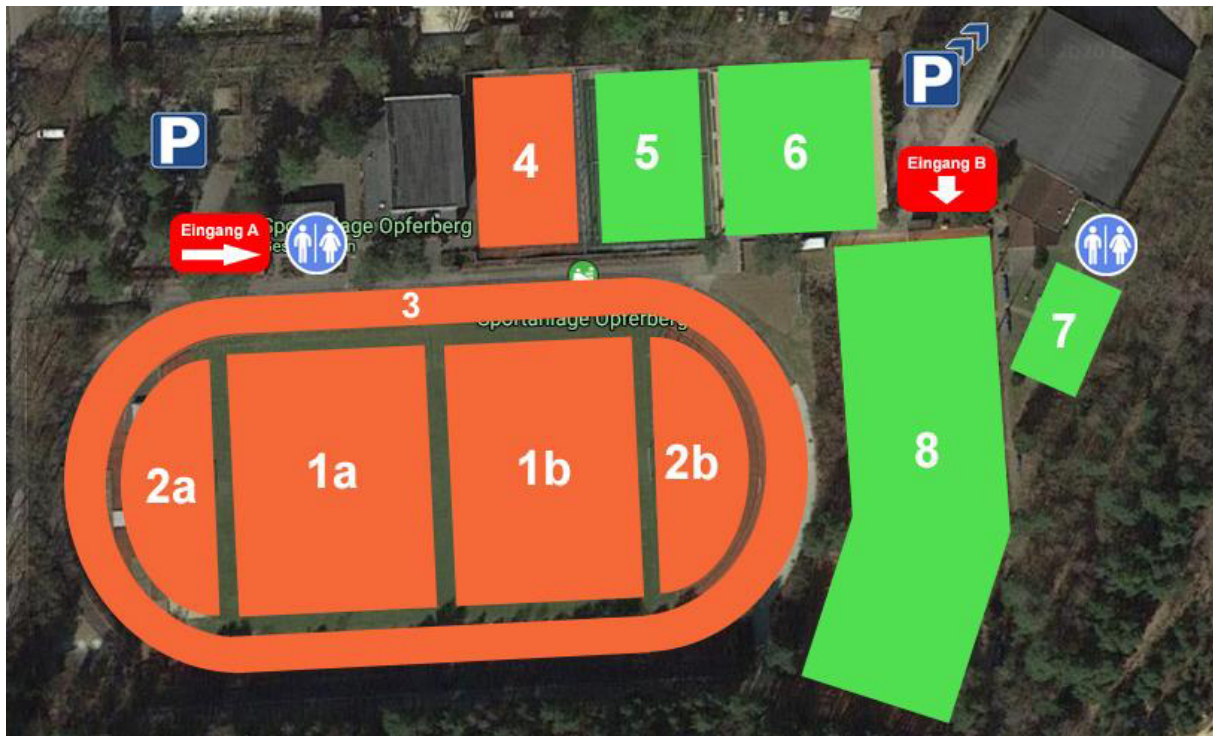 P
P
4
5
6
Eingang B
Eingang A
Sportanlage Opferberg
7
3
Sportanlage Opferberg
8
2a
1a
1b
2b